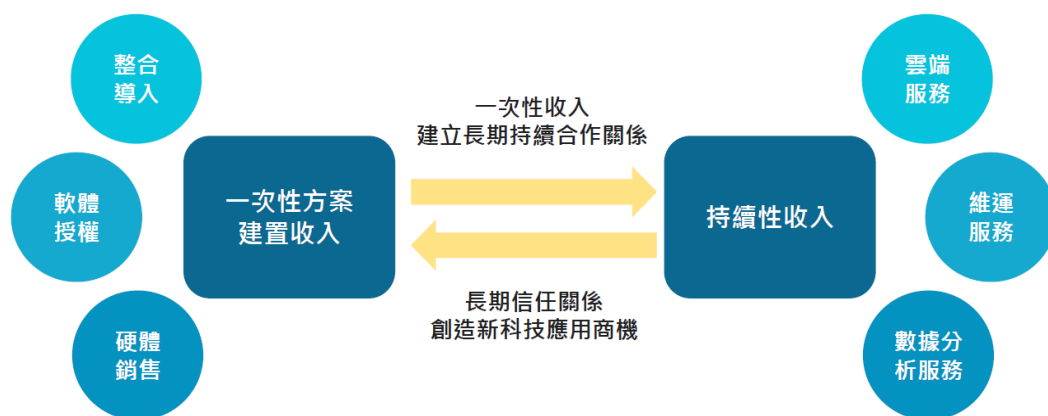 整合
導入
軟體
授權
硬體
銷售
一次性方案
建置收入
一次性收入
建立長期持續合作關係
長期信任關係
創造新科技應用商機
持續性收入
雲端
服務
維運
服務
數據分
析服務